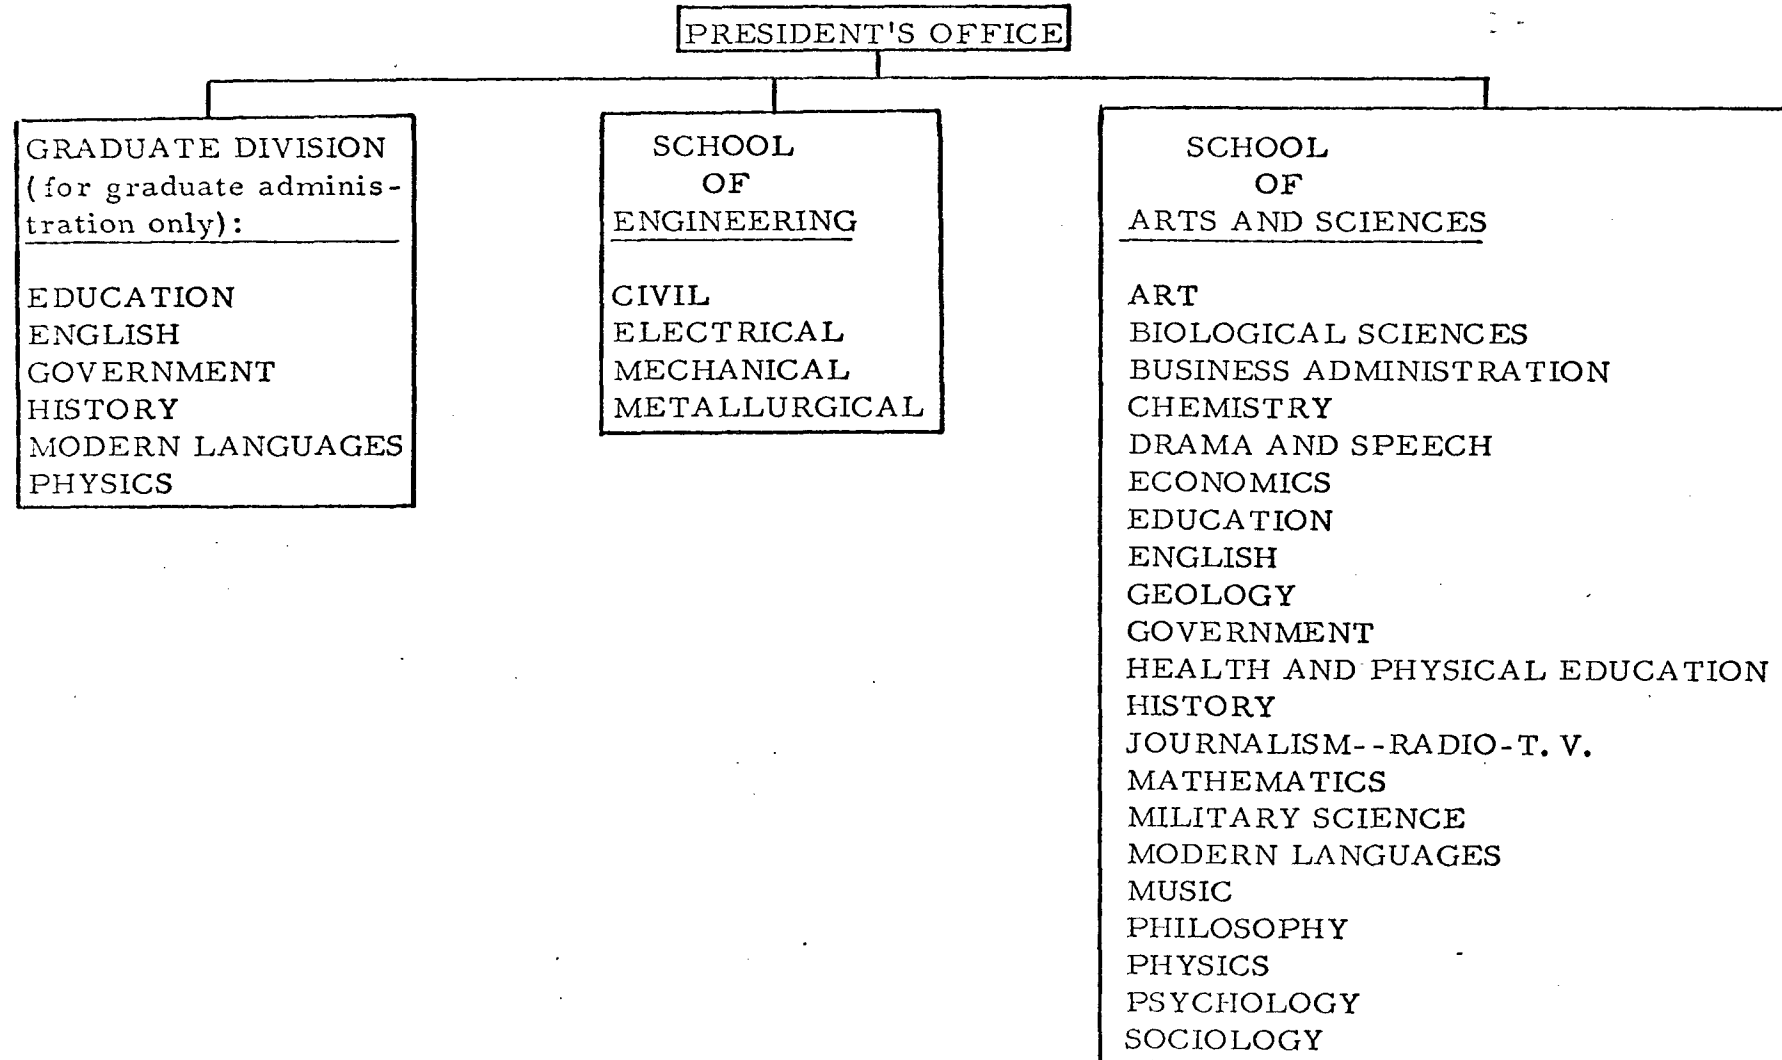 PRESIDENT'S OFFICE
GRADUATE DIVISION
(for graduate adminis-
tration only):
EDUCATION
ENGLISH
GOVERNMENT
HISTORY
MODERN LANGUAGES
PHYSICS
SCHOOL
OF
ENGINEERING
CIVIL
ELECTRICAL
MECHANICAL
METALLURGICAL
SCHOOL
OF
ARTS AND SCIENCES
ART
BIOLOGICAL SCIENCES
BUSINESS ADMINISTRATION
CHEMISTRY
DRAMA AND SPEECH
ECONOMICS
EDUCATION
ENGLISH
GEOLOGY
GOVERNMENT
HEALTH AND PHYSICAL EDUCATION
HISTORY
JOURNALISM--RADIO-T. V.
MATHEMATICS
MILITARY SCIENCE
MODERN LANGUAGES
MUSIC
PHILOSOPHY
PHYSICS
PSYCHOLOGY
SOCIOLOGY